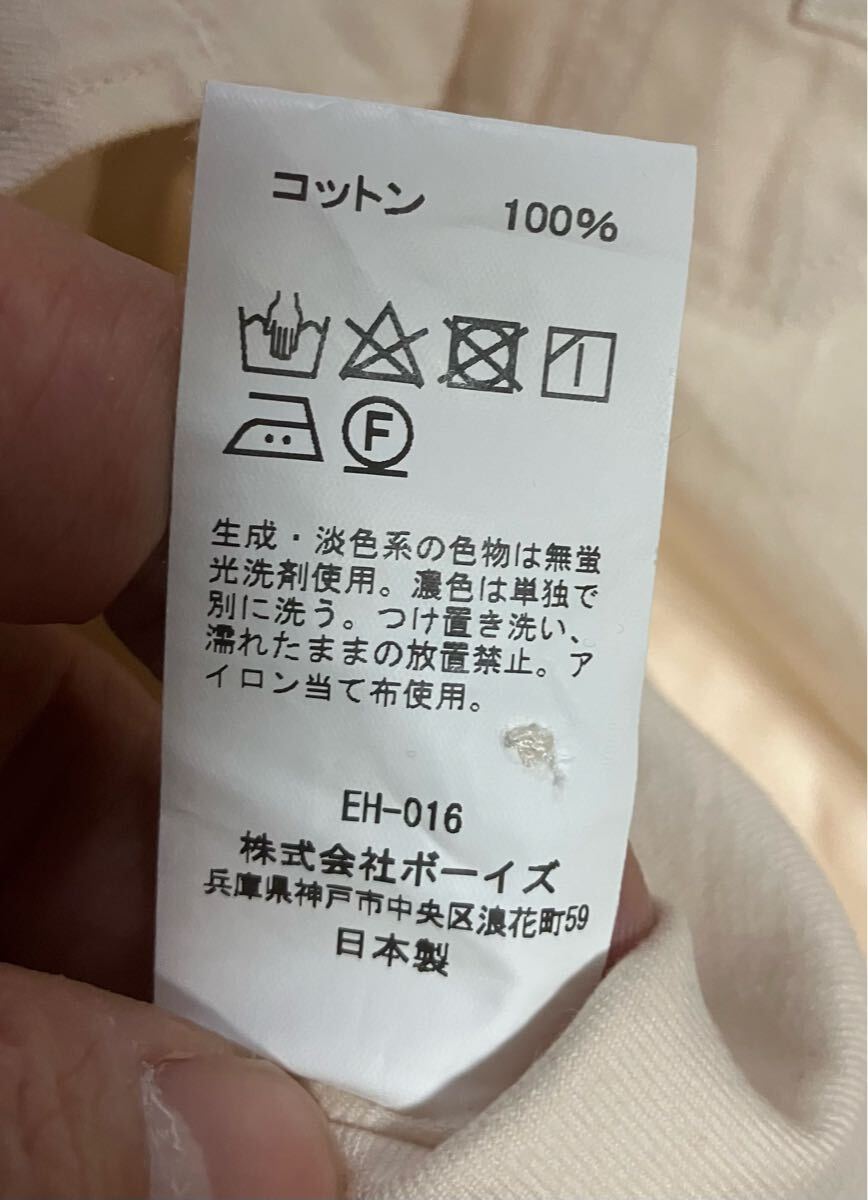 コットン 100%
F
生成・淡色系の色物は無蛍
光洗剤使用。濃色は単独で
別に洗う。つけ置き洗い、
濡れたままの放置禁止。ア
イロン当て布使用。
EH-016
株式会社ボーイズ
兵庫県神戸市中央区浪花町59
日本製